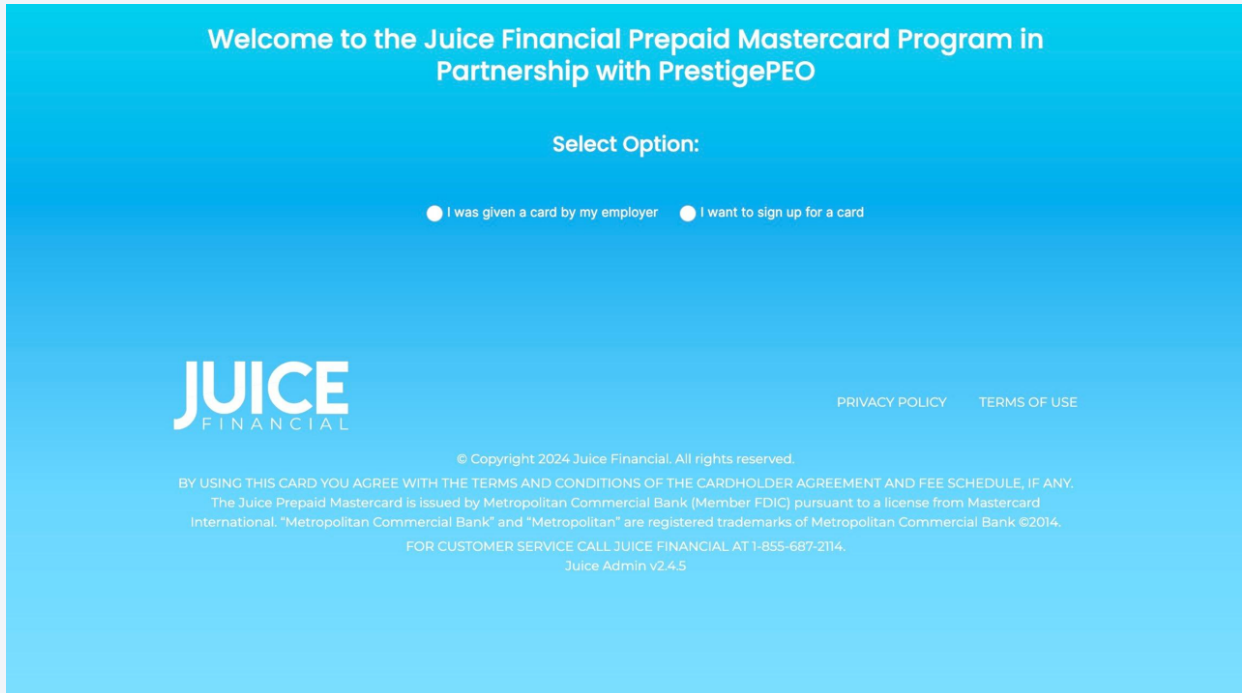 Welcome to the Juice Financial Prepaid Mastercard Program in
Partnership with PrestigePEO
Select Option:
I was given a card by my employer I want to sign up for a card
JUICE
FINANCIAL
PRIVACY POLICY TERMS OF USE
© Copyright 2024 Juice Financial. All rights reserved.
BY USING THIS CARD YOU AGREE WITH THE TERMS AND CONDITIONS OF THE CARDHOLDER AGREEMENT AND FEE SCHEDULE, IF ANY.
The Juice Prepaid Mastercard is issued by Metropolitan Commercial Bank (Member FDIC) pursuant to a license from Mastercard
International. “Metropolitan Commercial Bank” and “Metropolitan” are registered trademarks of Metropolitan Commercial Bank ©2014.
FOR CUSTOMER SERVICE CALL JUICE FINANCIAL AT 1-855-687-2114.
Juice Admin v2.4.5